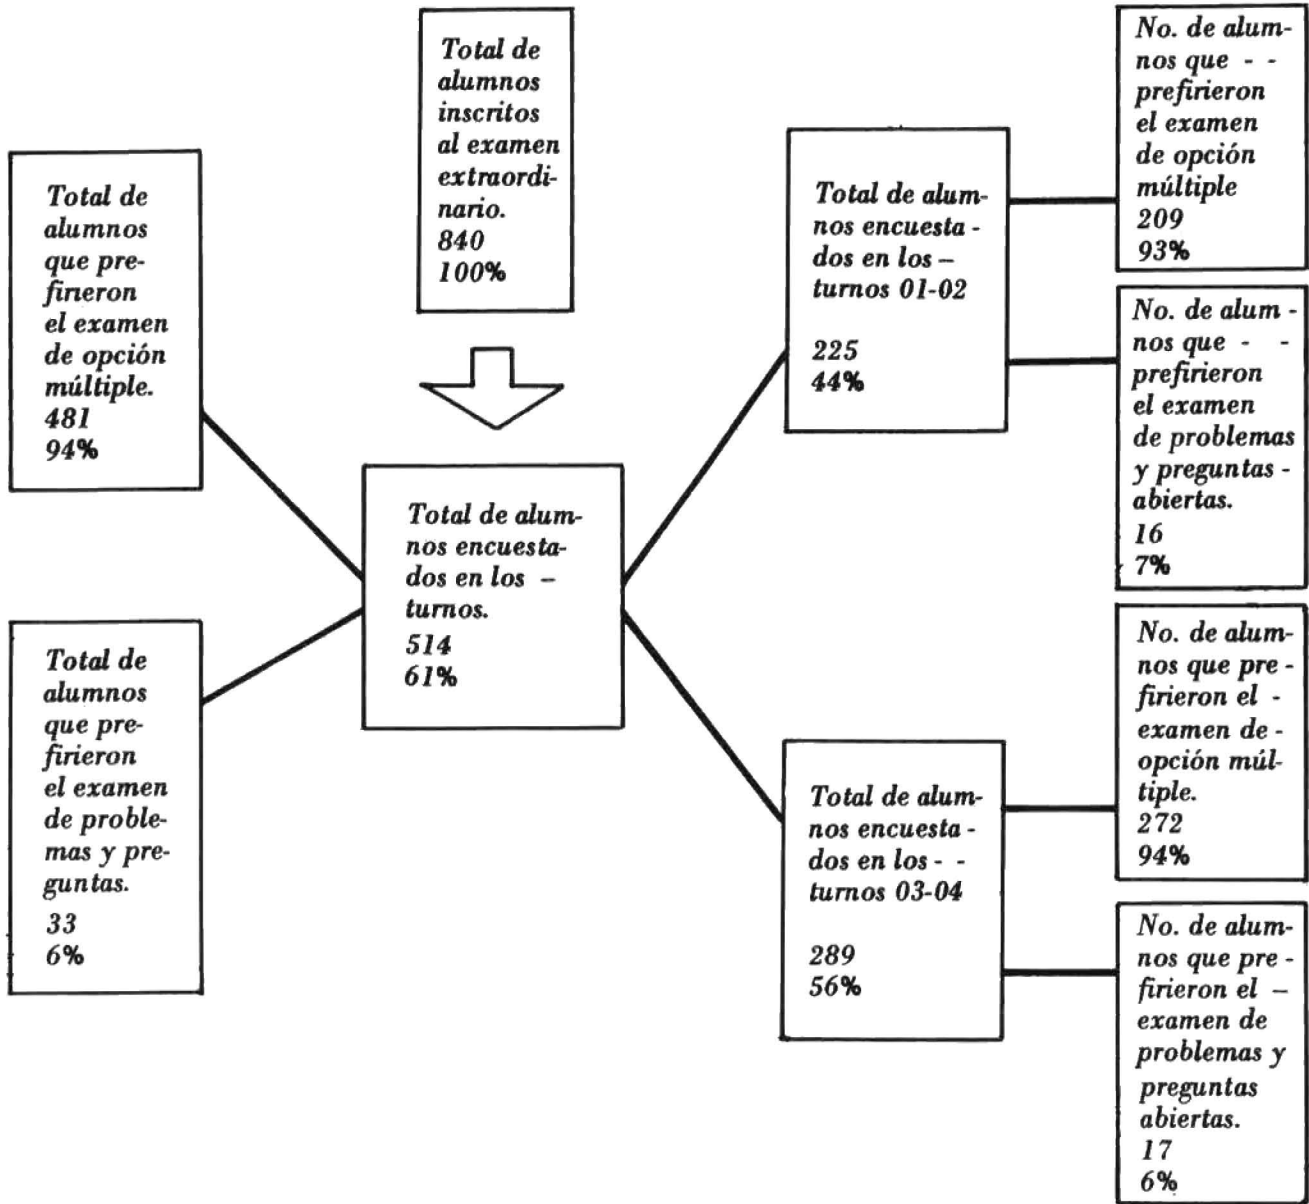 Total de
alumnos
inscritos
al examen
extraordi-
nario.
840
100%
Total de
alumnos
que pre-
firieron
el examen
de opción
múltiple.
481
94%
Total de
alumnos
que pre-
firieron
el examen
de proble-
mas y pre-
guntas.
33
6%
Total de alum-
nos encuesta-
dos en los –
turnos.
514
61%
Total de alum-
nos encuesta -
dos en los –
turnos 01-02
225
44%
Total de alum-
nos encuesta -
dos en los - -
turnos 03-04
289
56%
No. de alum-
nos que - -
prefirieron
el examen
de opción
múltiple
209
93%
No. de alum -
nos que - -
prefirieron
el examen
de problemas
y preguntas -
abiertas.
16
7%
No. de alum-
nos que pre -
firieron el -
examen de -
opción múl-
tiple.
272
94%
No. de alum-
nos que pre -
firieron el –
examen de
problemas y
preguntas
abiertas.
17
6%